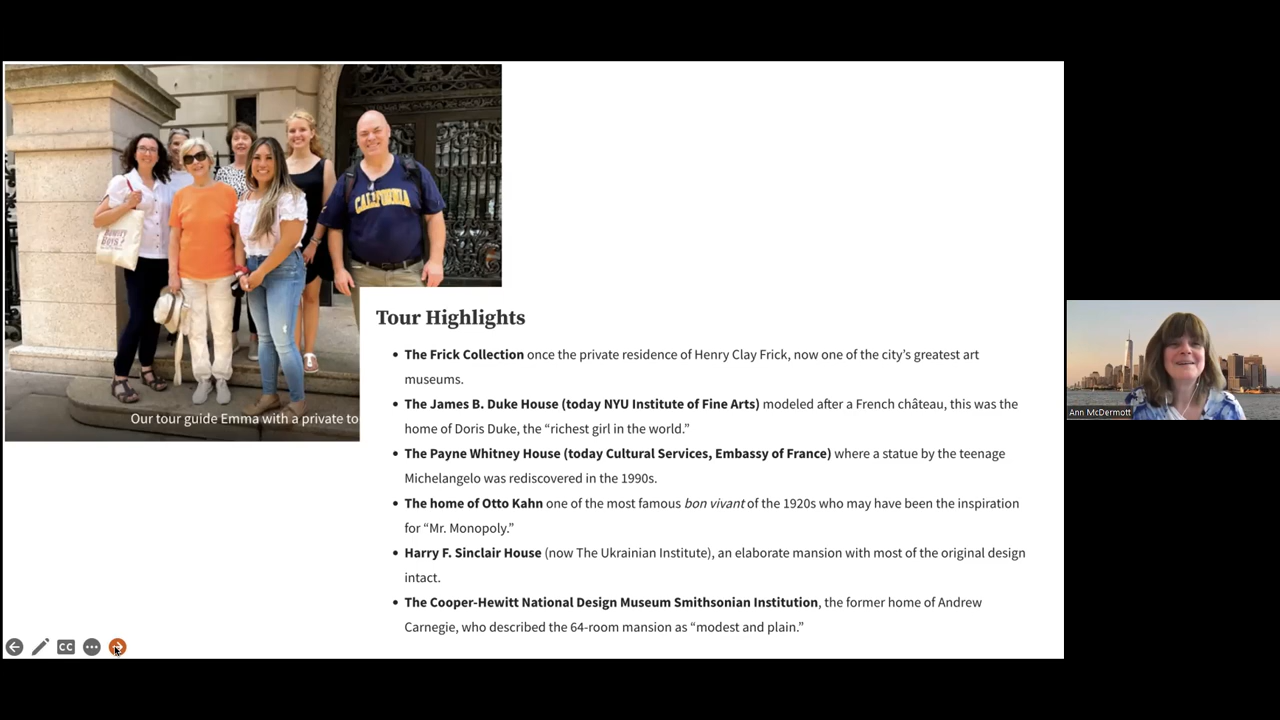 CALIFORNIA
BOWERY
BOYS
Our tour guide Emma with a private to
Tour Highlights
• The Frick Collection once the private residence of Henry Clay Frick, now one of the city’s greatest art
museums.
• The James B. Duke House (today NYU Institute of Fine Arts) modeled after a French château, this was the
home of Doris Duke, the “richest girl in the world.”
• The Payne Whitney House (today Cultural Services, Embassy of France) where a statue by the teenage
Michelangelo was rediscovered in the 1990s.
• The home of Otto Kahn one of the most famous bon vivant of the 1920s who may have been the inspiration
for “Mr. Monopoly.”
• Harry F. Sinclair House (now The Ukrainian Institute), an elaborate mansion with most of the original design
intact.
• The Cooper-Hewitt National Design Museum Smithsonian Institution, the former home of Andrew
Carnegie, who described the 64-room mansion as “modest and plain.”
CC
Ann McDermott